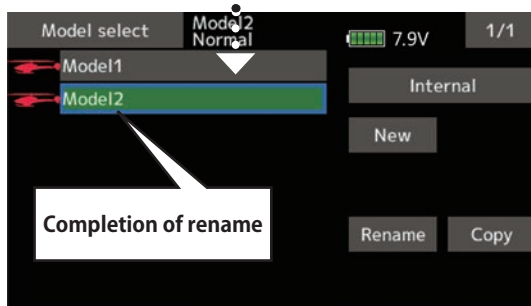 Model select
Model2
Normal
7.9V
1/1
Model1
Internal
Model2
New
Completion of rename
Rename
Copy